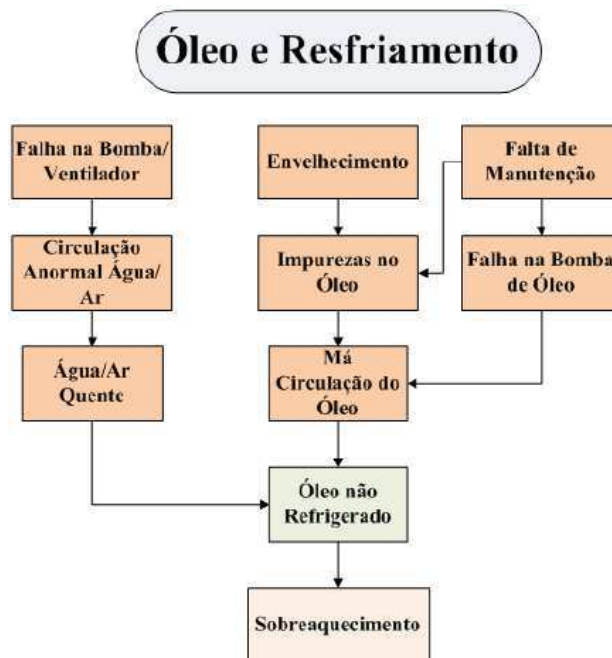 Óleo e Resfriamento
Falha na Bomba/
Ventilador
Envelhecimento
Falta de
Manutenção
Circulação
Anormal Água/
Ar
Impurezas no
Óleo
Falha na Bomba
de Óleo
Água/Ar
Quente
Má
Circulação do
Óleo
Óleo não
Refrigerado
Sobreaquecimento